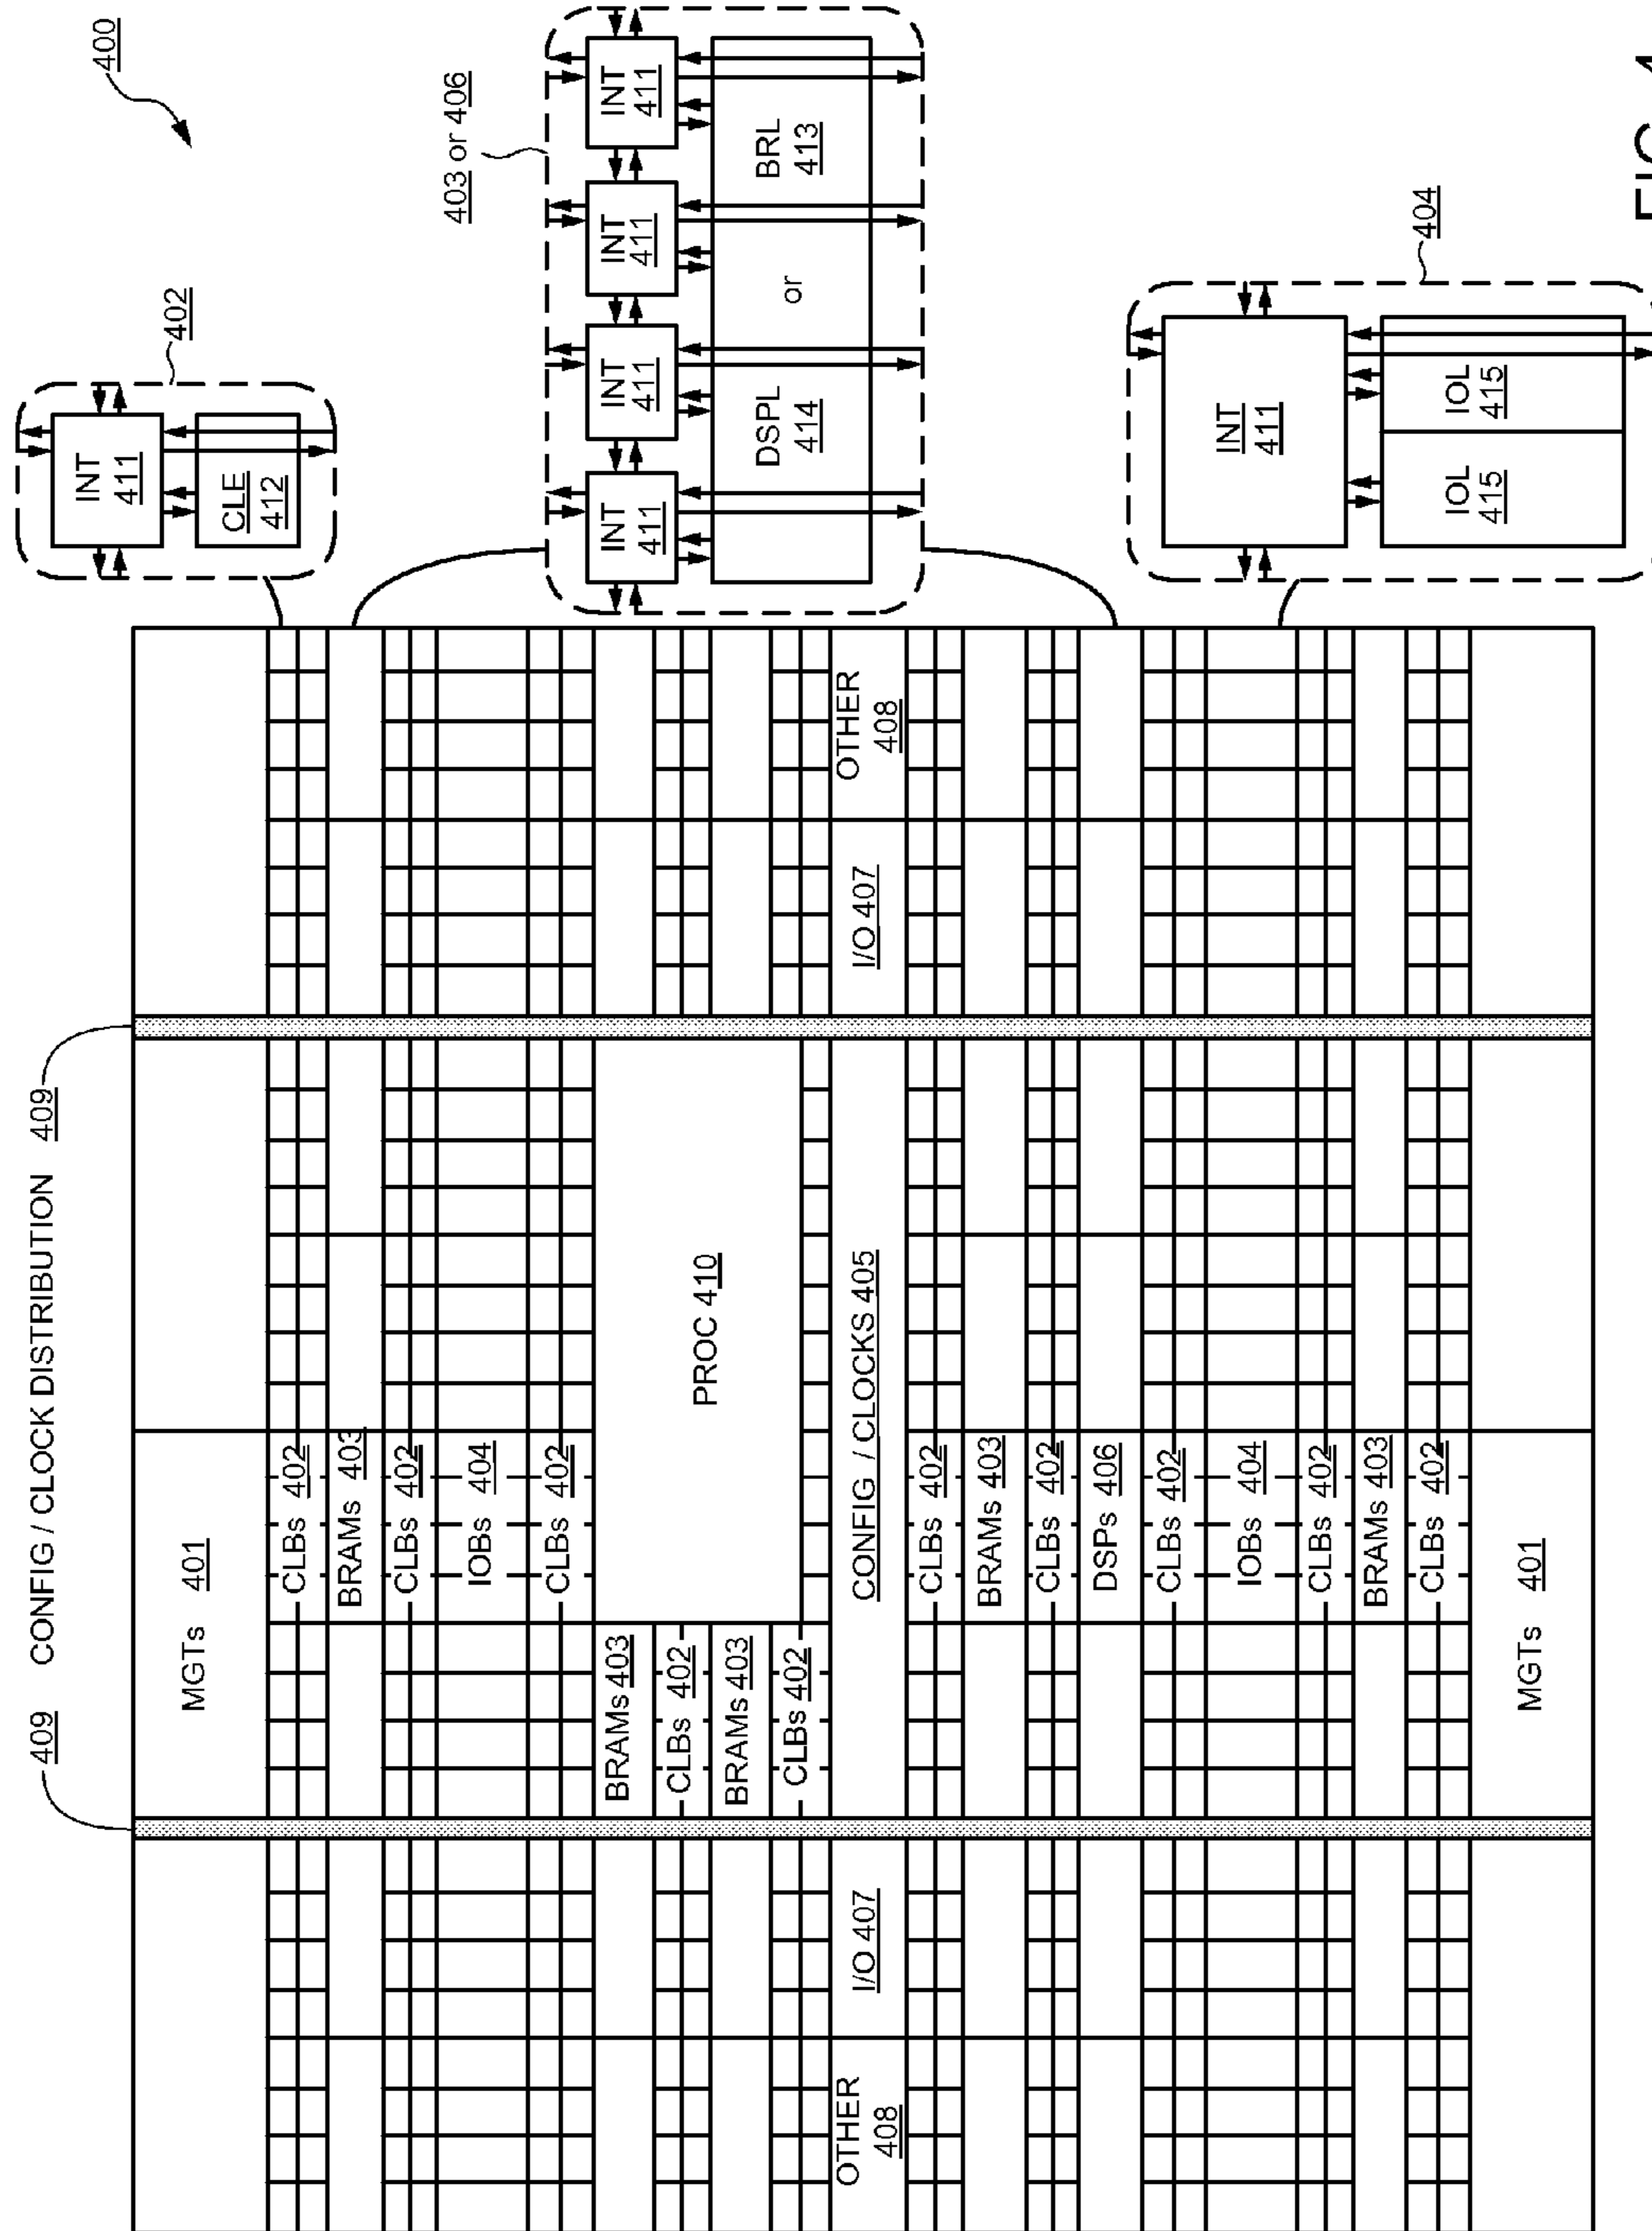 409 CONFIG / CLOCK DISTRIBUTION 409
400
MGTs 401
CLBs 402
BRAMs 403
CLBs 402
IOBs 404
CLBs 402
BRAMs 403
CLBs 402
BRAMs 403
CLBs 402
PROC 410
OTHER
408
I/O 407
CONFIG / CLOCKS 405
I/O 407
OTHER
408
CLBs 402
BRAMs 403
CLBs 402
DSPs 406
CLBs 402
IOBs 404
CLBs 402
BRAMs 403
CLBs 402
MGTs 401
402
INT
411
CLE
412
403 or 406
INT
411
INT
411
INT
411
INT
411
DSPL
414
or
BRL
413
404
INT
411
IOL
415
IOL
415
FIG